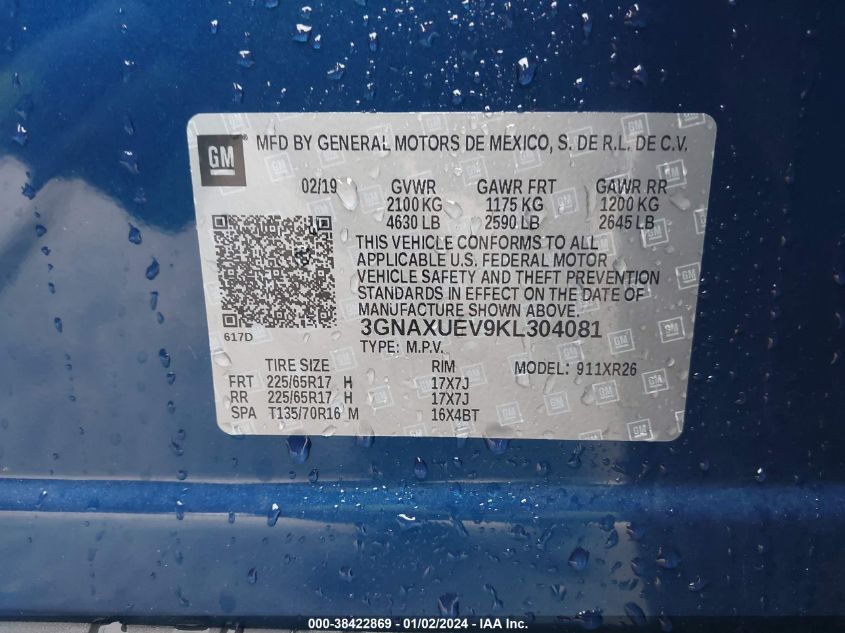 GM
MFD BY GENERAL MOTORS DE MEXICO, S. DE R.L. DE C.V.
02/19 GVWR GAWR FRT GAWR RR
2100 KG 1175 KG 1200 KG
4630 LB 2590 LB 2645 LB
THIS VEHICLE CONFORMS TO ALL
APPLICABLE U.S. FEDERAL MOTOR
VEHICLE SAFETY AND THEFT PREVENTION
STANDARDS IN EFFECT ON THE DATE OF
MANUFACTURE SHOWN ABOVE.
617D 3GNAXUEV9KL304081
TYPE: M.P.V.
TIRE SIZE RIM MODEL: 911XR26
FRT 225/65R17 H 17X7J
RR 225/65R17 H 17X7J
SPA T135/70R16 M 16X4BT
000-38422869 - 01/02/2024 - IAA Inc.